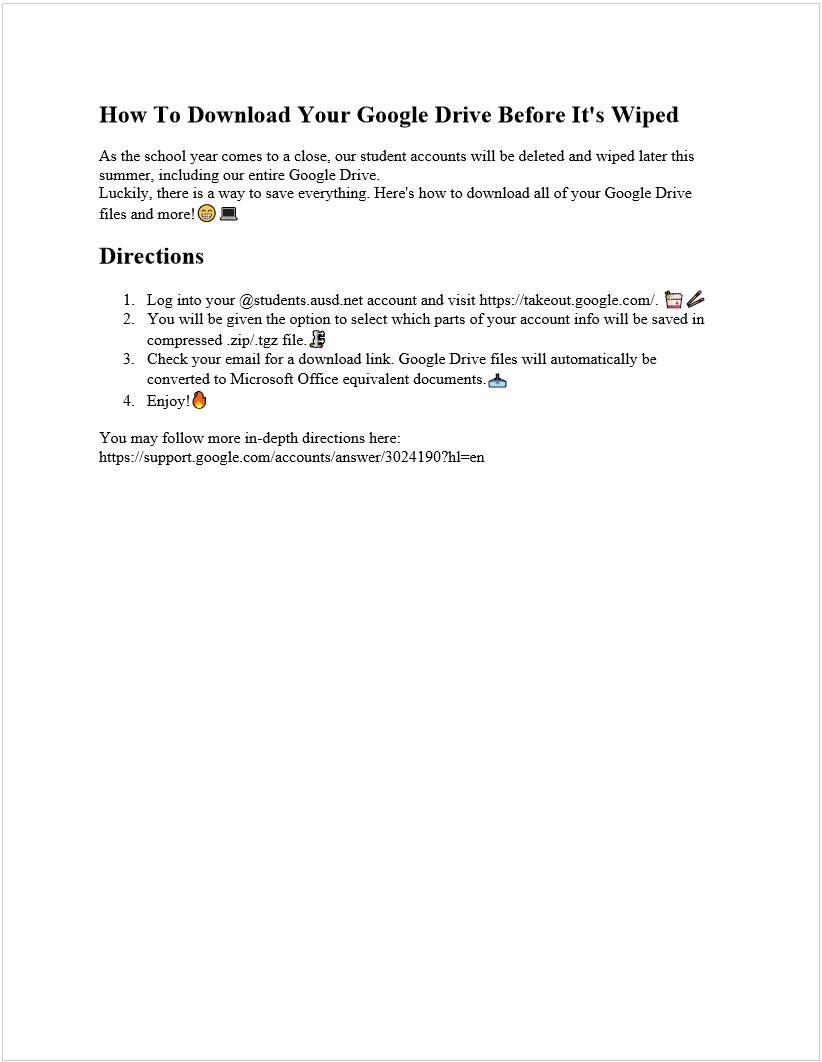 How To Download Your Google Drive Before It's Wiped
As the school year comes to a close, our student accounts will be deleted and wiped later this
summer, including our entire Google Drive.
Luckily, there is a way to save everything. Here's how to download all of your Google Drive
files and more!😁💻
Directions
1. Log into your @students.ausd.net account and visit https://takeout.google.com/. 🥡🥢
2. You will be given the option to select which parts of your account info will be saved in
compressed .zip/.tgz file.🗜
3. Check your email for a download link. Google Drive files will automatically be
converted to Microsoft Office equivalent documents.📥
4. Enjoy!🔥
You may follow more in-depth directions here:
https://support.google.com/accounts/answer/3024190?hl=en